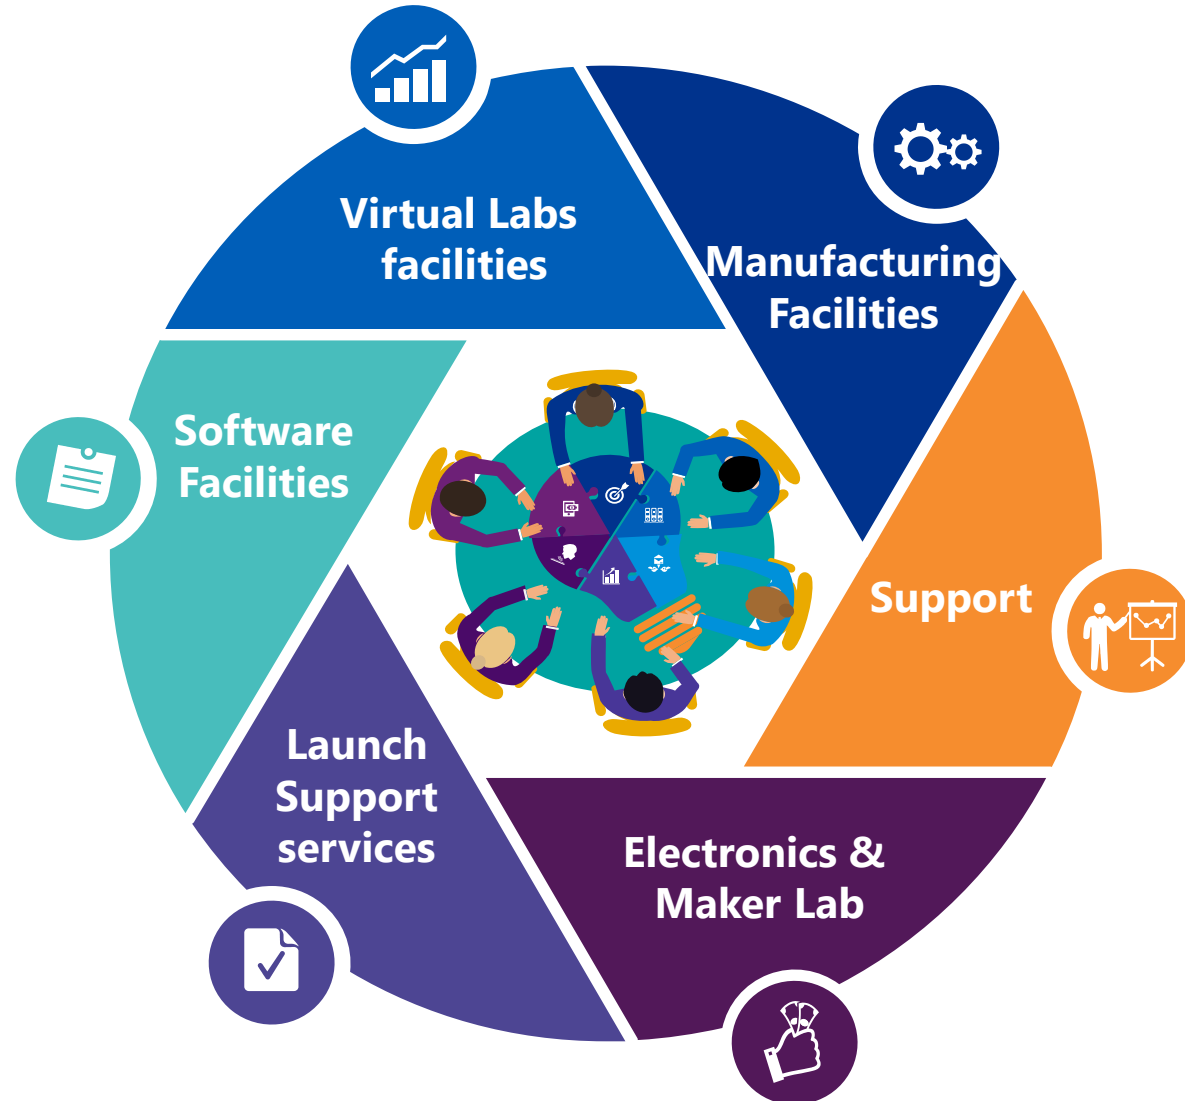 Virtual Labs
facilities
Manufacturing
Facilities
Software
Facilities
Support
Launch
Support
services
Electronics &
Maker Lab